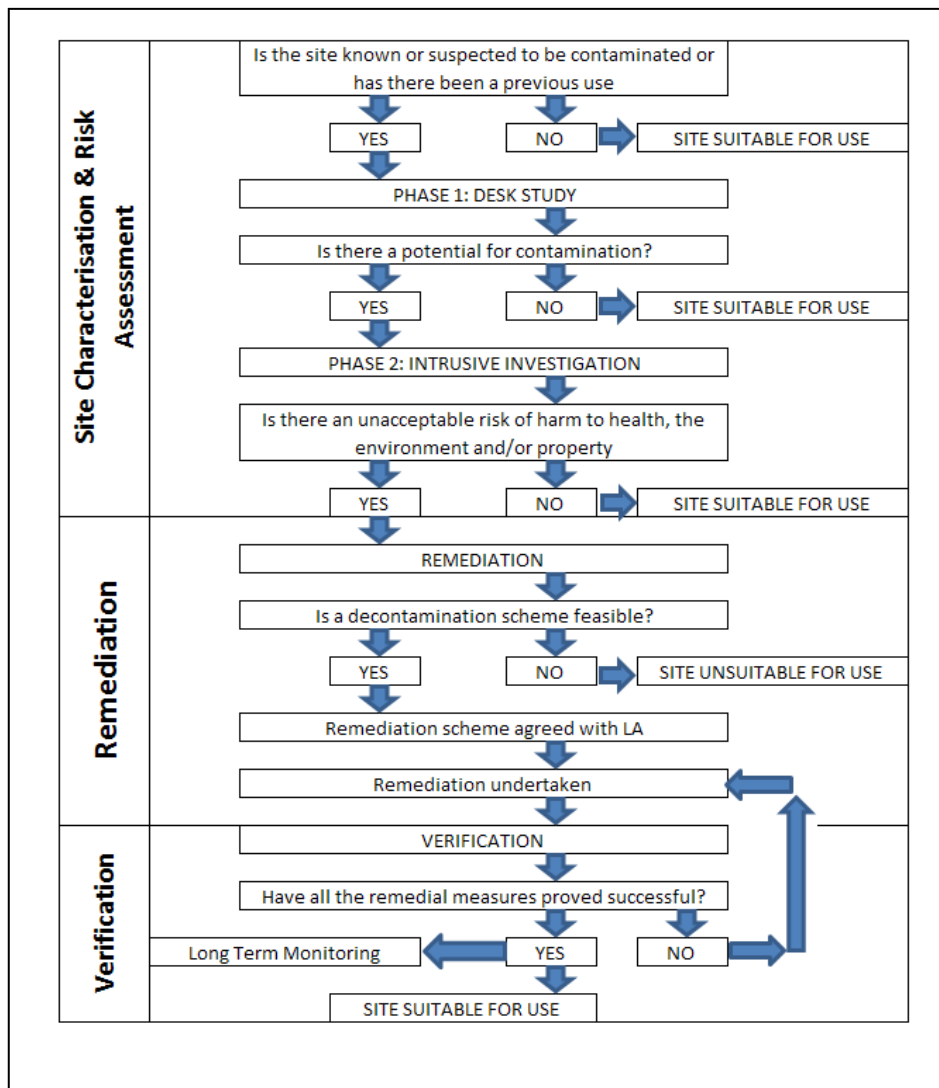 Site Characterisation & Risk
Assessment
Is the site known or suspected to be contaminated or
has there been a previous use
YES
NO
SITE SUITABLE FOR USE
PHASE 1: DESK STUDY
Is there a potential for contamination?
YES
NO
SITE SUITABLE FOR USE
PHASE 2: INTRUSIVE INVESTIGATION
Is there an unacceptable risk of harm to health, the
environment and/or property
YES
NO
SITE SUITABLE FOR USE
Remediation
REMEDIATION
Is a decontamination scheme feasible?
YES
NO
SITE UNSUITABLE FOR USE
Remediation scheme agreed with LA
Remediation undertaken
Verification
VERIFICATION
Have all the remedial measures proved successful?
Long Term Monitoring
YES
NO
SITE SUITABLE FOR USE